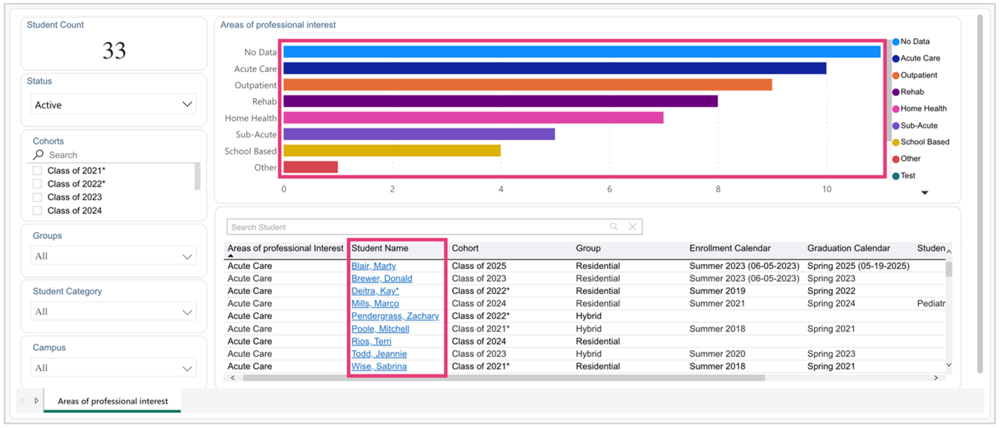 Student Count
33
Status
Active
Cohorts
Search
Class of 2021*
Class of 2022*
Class of 2023
Class of 2024
Groups
All
Student Category
All
Campus
All
Areas of professional interest
No Data
Acute Care
Outpatient
Rehab
Home Health
Sub-Acute
School Based
Other
0 2 4 6 8 10
No Data
Acute Care
Outpatient
Rehab
Home Health
Sub-Acute
School Based
Other
Test
Search Student
Areas of professional Interest Student Name Cohort Group Enrollment Calendar Graduation Calendar Studen
Acute Care Blair, Marty Class of 2025 Residential Summer 2023 (06-05-2023) Spring 2025 (05-19-2025)
Acute Care Brewer, Donald Class of 2023 Residential Summer 2023 (06-05-2023) Spring 2023
Acute Care Deitra, Kay* Class of 2022* Residential Summer 2019 Spring 2022
Acute Care Mills, Marco Class of 2024 Residential Summer 2021 Spring 2024 Pediatr
Acute Care Pendergrass, Zachary Class of 2022* Hybrid
Acute Care Poole, Mitchell Class of 2021* Hybrid Summer 2018 Spring 2021
Acute Care Rios, Terri Class of 2024 Residential
Acute Care Todd, Jeannie Class of 2023 Hybrid Summer 2020 Spring 2023
Acute Care Wise, Sabrina Class of 2021* Residential Summer 2018 Spring 2021
Areas of professional interest